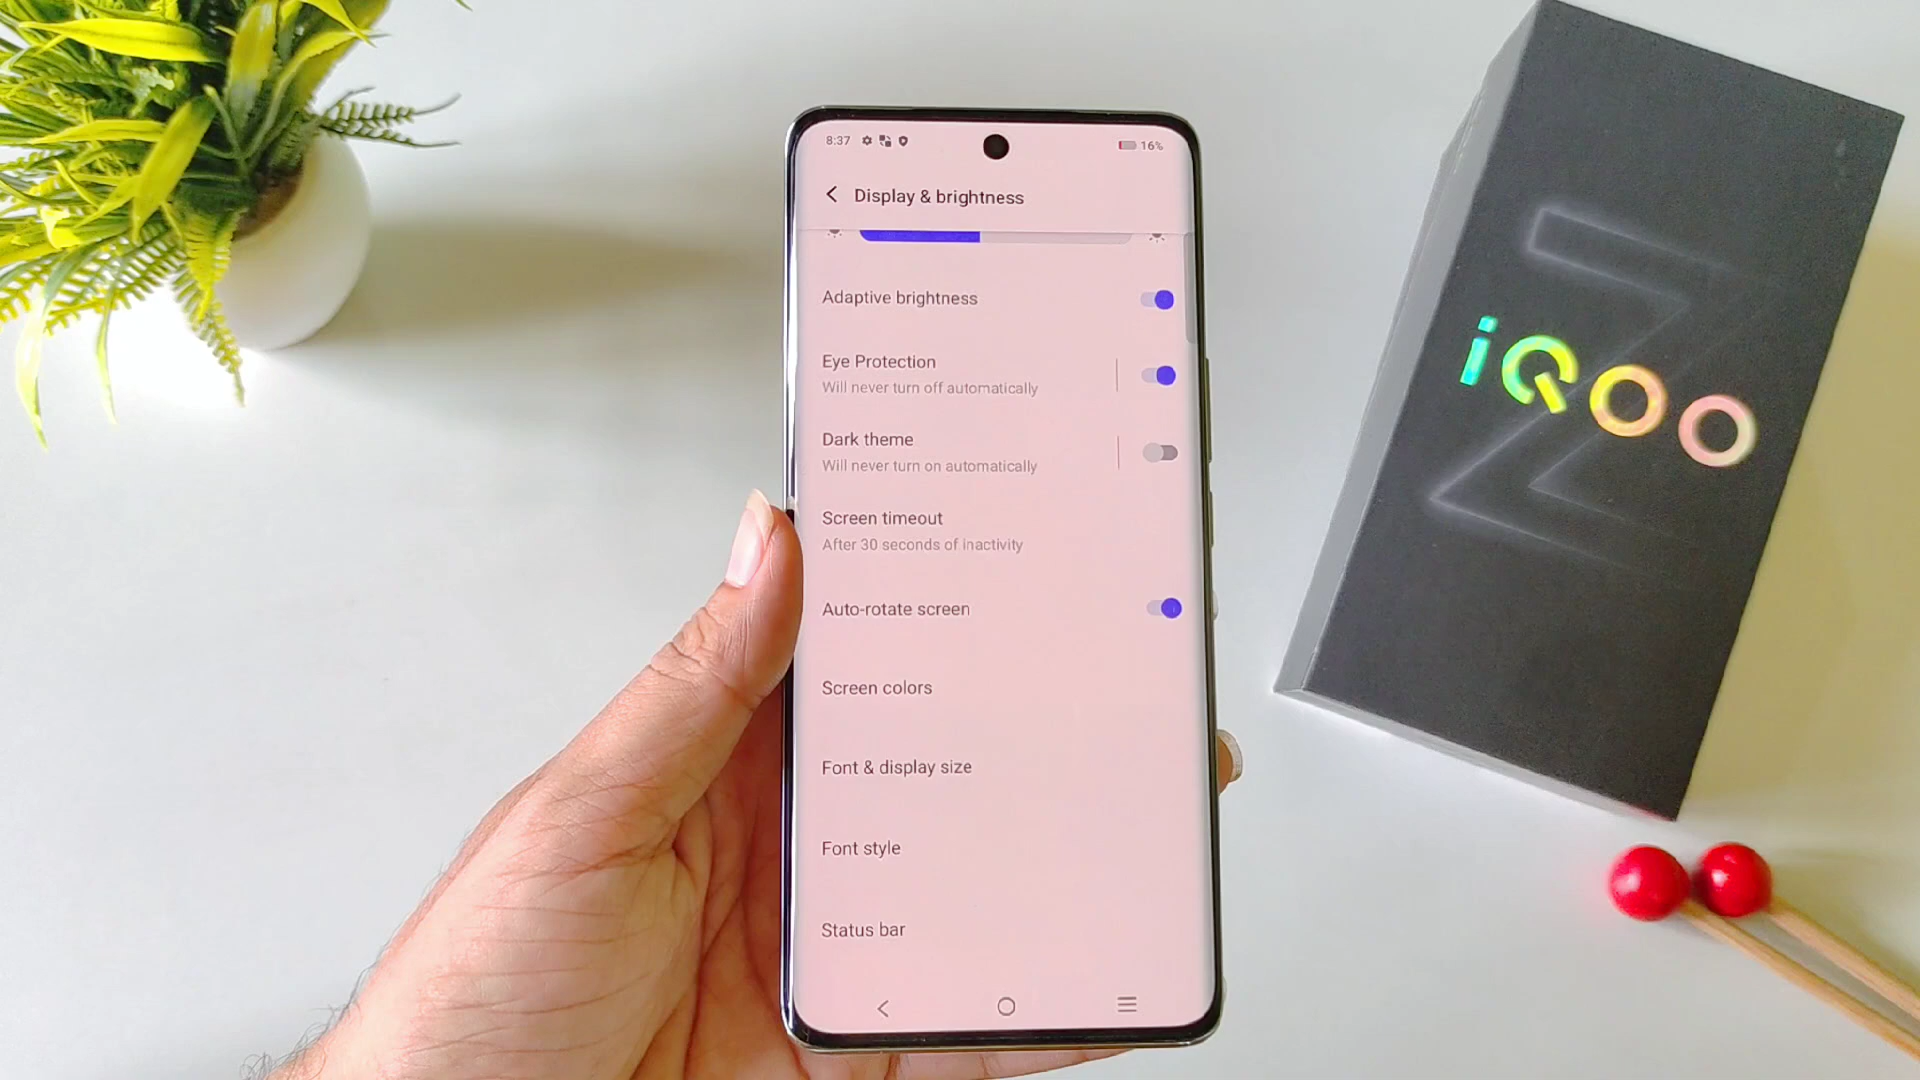 8:37
16%
Display & brightness
Adaptive brightness
Eye Protection
Will never turn off automatically
Dark theme
Will never turn on automatically
Screen timeout
After 30 seconds of inactivity
Auto-rotate screen
Screen colors
Font & display size
Font style
Status bar
Z
iQOO